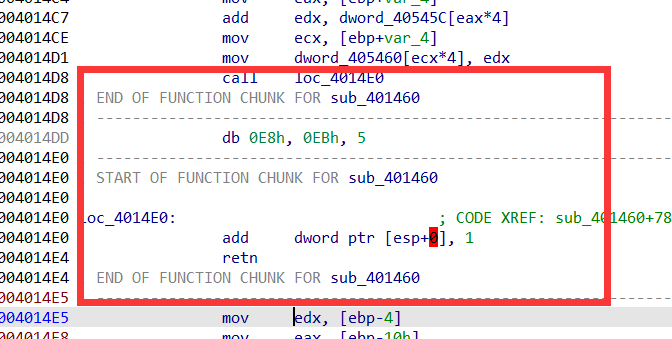 004014C4 mov eax, [ebp+var_4]
004014C7 add edx, dword_40545C[eax*4]
004014CE mov ecx, [ebp+var_4]
004014D1 mov dword_405460[ecx*4], edx
004014D8 call loc_4014E0
004014D8 END OF FUNCTION CHUNK FOR sub_401460
004014D8 ---------------------------------------------------------------
004014DD db 0E8h, 0EBh, 5
004014E0 ---------------------------------------------------------------
004014E0 START OF FUNCTION CHUNK FOR sub_401460
004014E0
004014E0 loc_4014E0: ; CODE XREF: sub_401460+78
004014E0 add dword ptr [esp+0], 1
004014E4 retn
004014E4 END OF FUNCTION CHUNK FOR sub_401460
004014E5 ---------------------------------------------------------------
004014E5 mov edx, [ebp-4]
004014E8 mov eax, [ebp-10h]